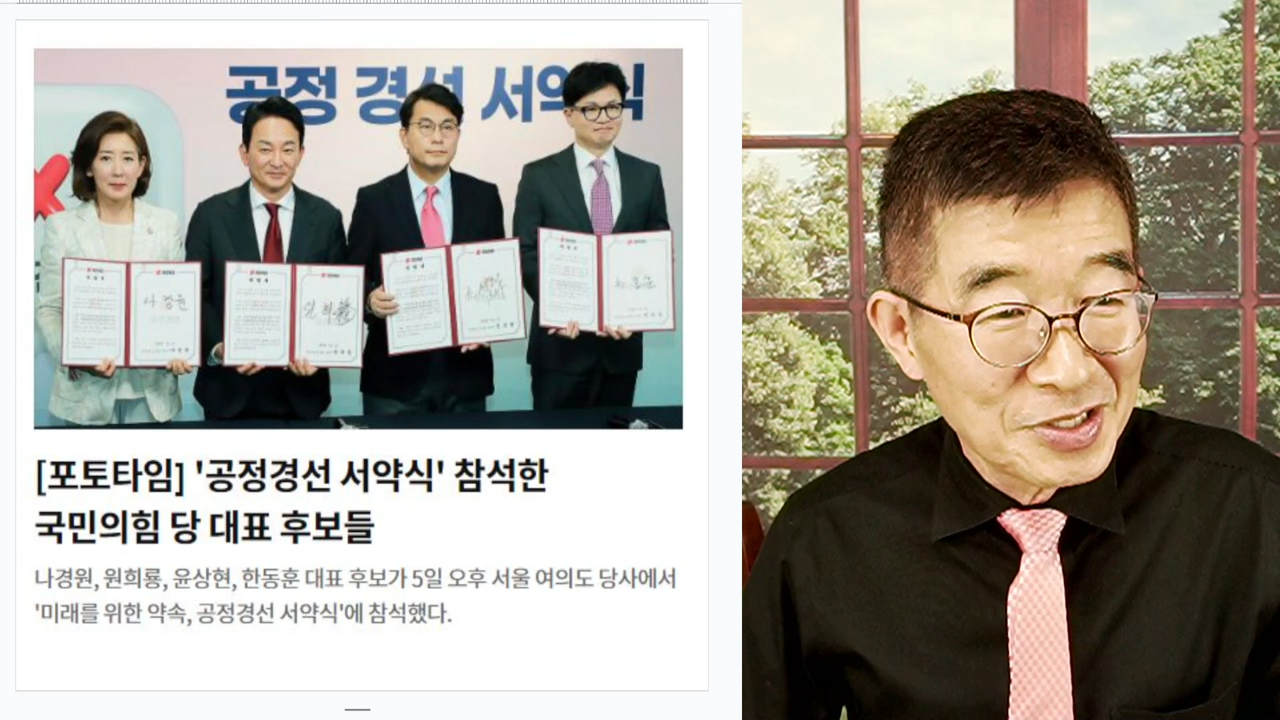 공정 경선 서약식
[포토타임] '공정경선 서약식' 참석한
국민의힘 당 대표 후보들
나경원, 원희룡, 윤상현, 한동훈 대표 후보가 5일 오후 서울 여의도 당사에서
'미래를 위한 약속, 공정경선 서약식'에 참석했다.